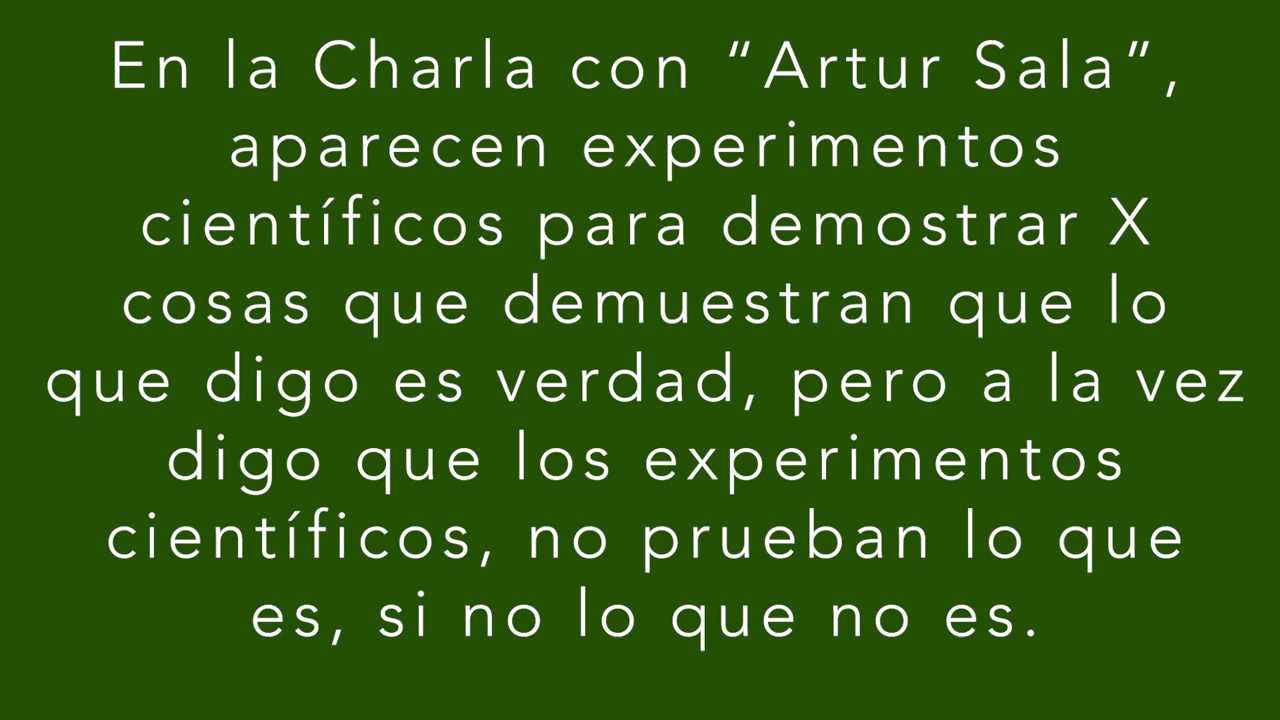 En la Charla con “Artur Sala”,
aparecen experimentos
científicos para demostrar X
cosas que demuestran que lo
que digo es verdad, pero a la vez
digo que los experimentos
científicos, no prueban lo que
es, si no lo que no es.